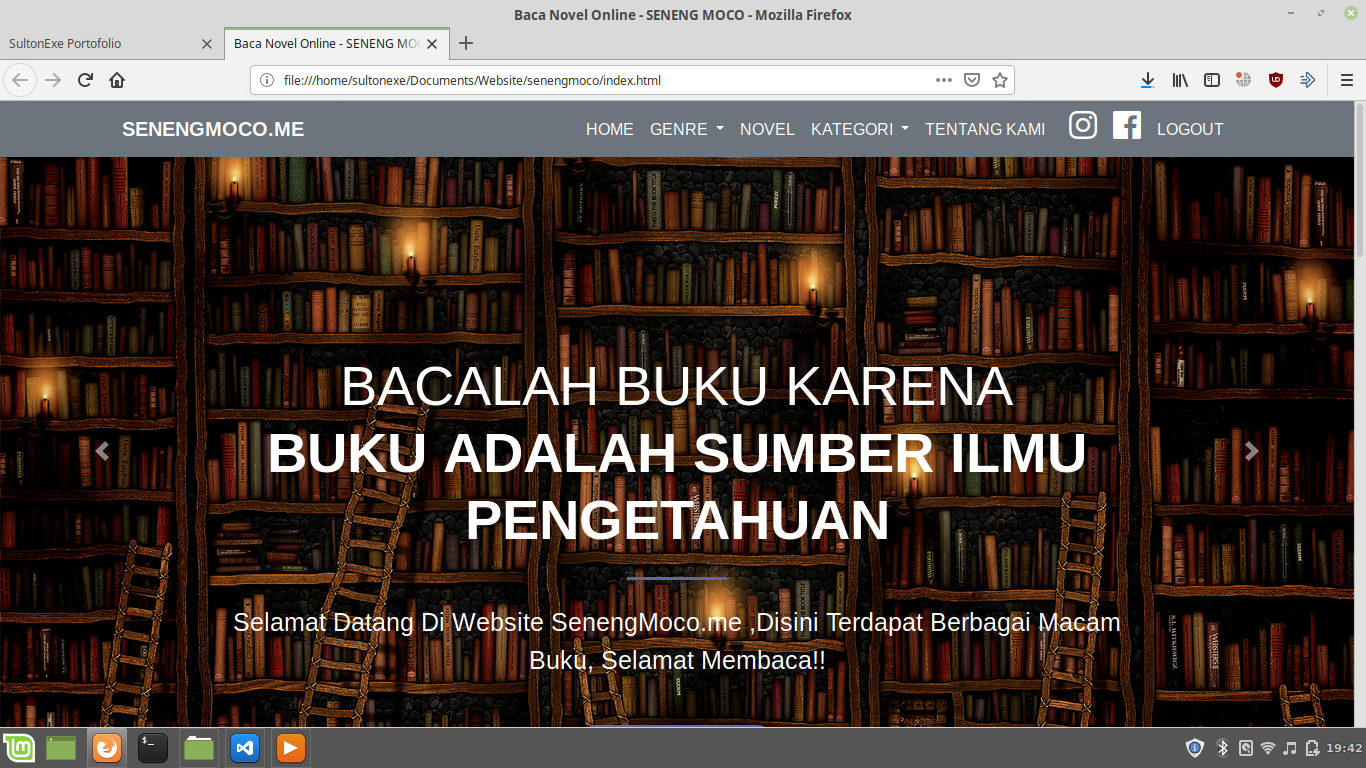 Baca Novel Online - SENENG MOCO - Mozilla Firefox
SultonExe Portofolio
Baca Novel Online - SENENG MO
file:///home/sultonexe/Documents/Website/senengmoco/index.html
SENENGMOCO.ME
HOME GENRE NOVEL KATEGORI TENTANG KAMI LOGOUT
BACALAH BUKU KARENA
BUKU ADALAH SUMBER ILMU
PENGETAHUAN
Selamat Datang Di Website SenengMoco.me ,Disini Terdapat Berbagai Macam
Buku, Selamat Membaca!!
19:42